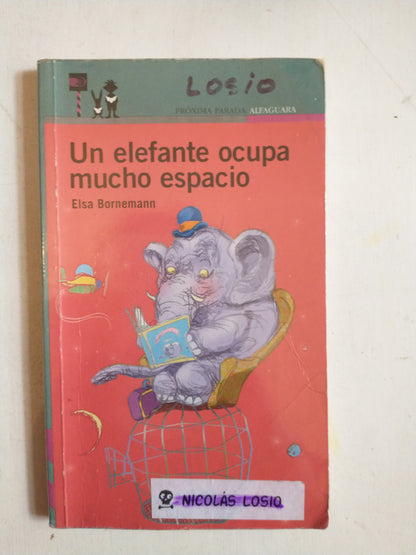 LOSIO
PRÓXIMA PARADA ALFAGUARA
Un elefante ocupa
mucho espacio
Elsa Bornemann
NICOLÁS LOSIO